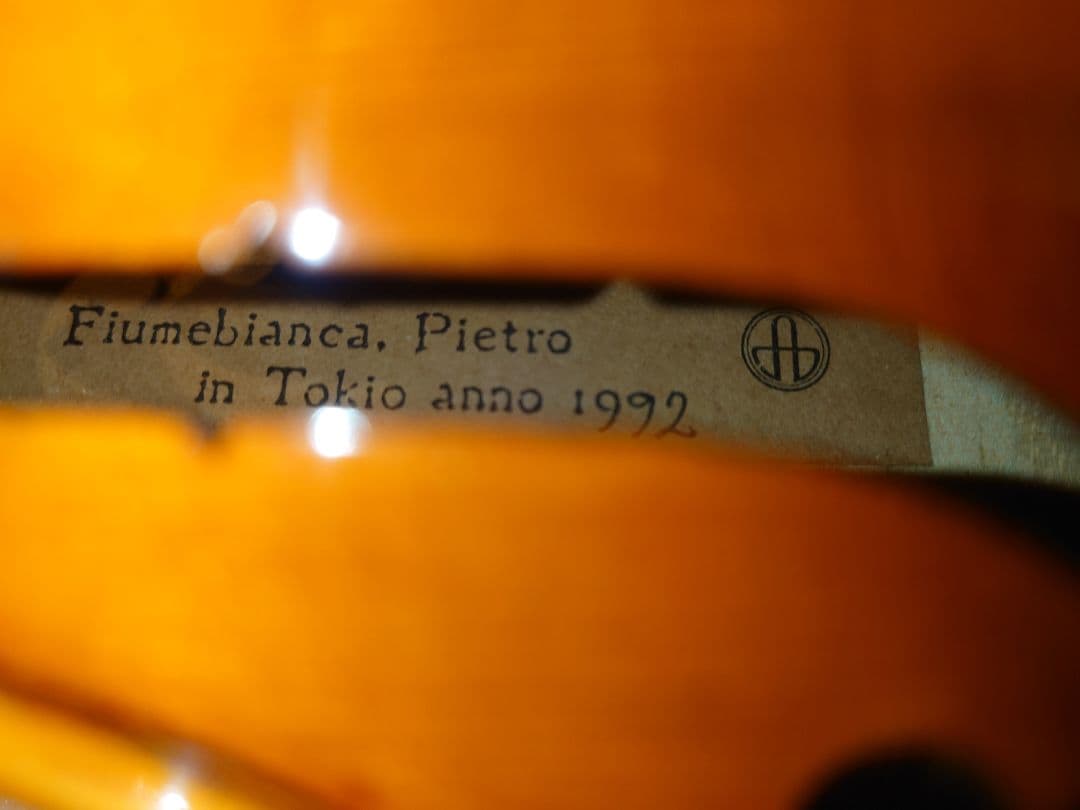 Fiumebianca, Pietro
in Tokio anno 1992